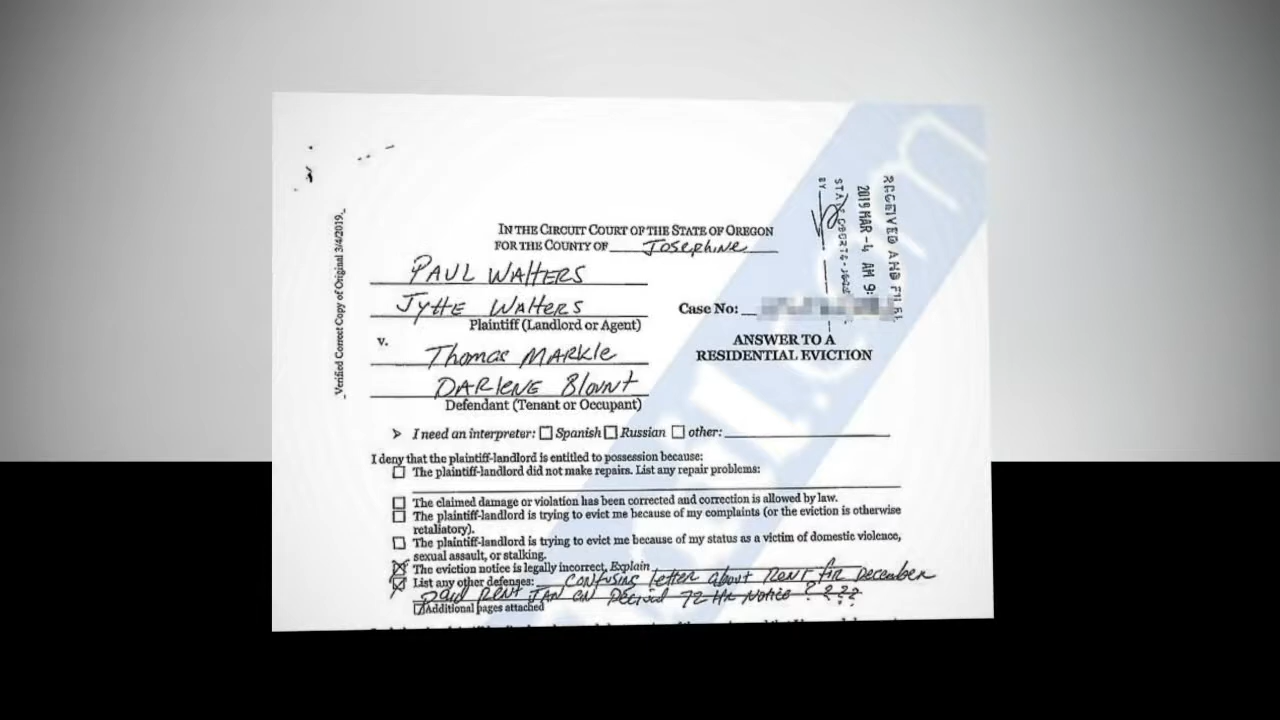 IN THE CIRCUIT COURT OF THE STATE OF OREGON
FOR THE COUNTY OF Josephine
PAUL WALTERS
Jytte Walters
Plaintiff (Landlord or Agent)
v.
Thomas MARKle
DARlENE Blount
Defendant (Tenant or Occupant)
Case No:
ANSWER TO A
RESIDENTIAL EVICTION
RECEIVED AND FILED
2019 MAR -4 AM 9:
BY
Verified Correct Copy of Original 3/4/2019.
➤ I need an interpreter: ☐ Spanish ☐ Russian ☐ other:
I deny that the plaintiff-landlord is entitled to possession because:
☐ The plaintiff-landlord did not make repairs. List any repair problems:
☐ The claimed damage or violation has been corrected and correction is allowed by law.
☐ The plaintiff-landlord is trying to evict me because of my complaints (or the eviction is otherwise
retaliatory).
☐ The plaintiff-landlord is trying to evict me because of my status as a victim of domestic violence,
sexual assault, or stalking.
☒ The eviction notice is legally incorrect, Explain
☒ List any other defenses: confusing letter about RENT for December
Paid RENT JAN 72 HR Notice ? ? ? ?
☑ Additional pages attached